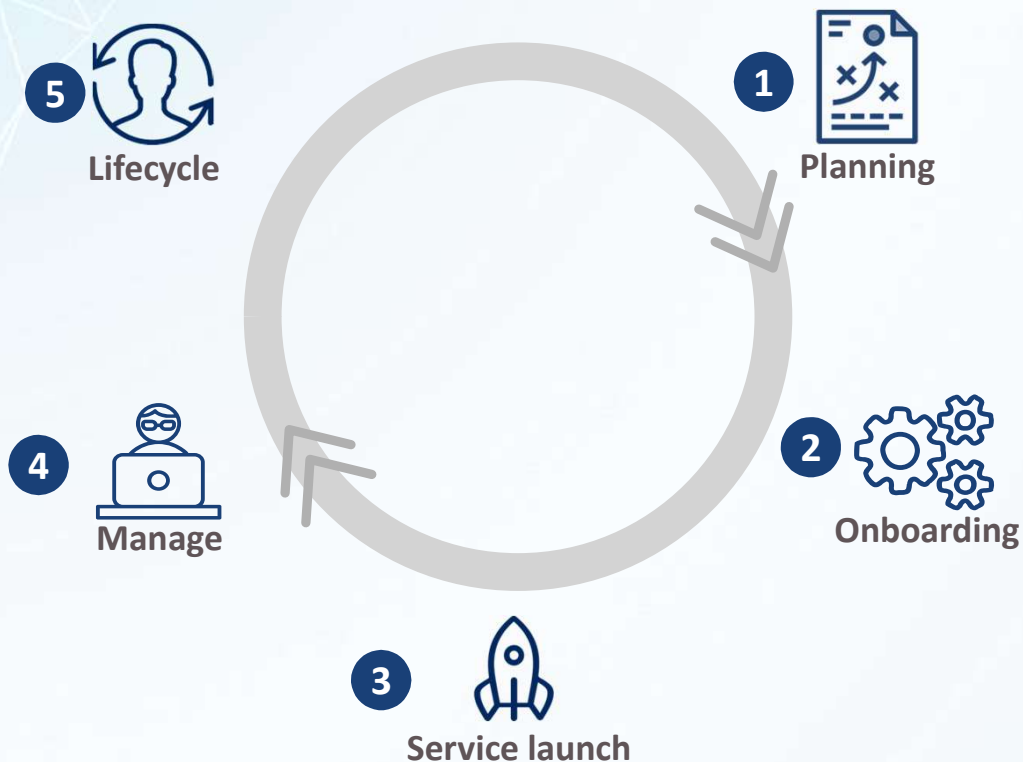 1
Planning
2
Onboarding
3
Service launch
4
Manage
5
Lifecycle